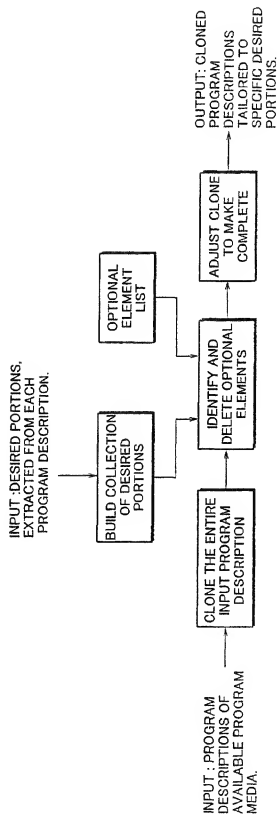 INPUT :DESIRED PORTIONS,
EXTRACTED FROM EACH
PROGRAM DESCRIPTION.
BUILD COLLECTION
OF DESIRED
PORTIONS
OPTIONAL
ELEMENT
LIST
INPUT : PROGRAM
DESCRIPTIONS OF
AVAILABLE PROGRAM
MEDIA.
CLONE THE ENTIRE
INPUT PROGRAM
DESCRIPTION
IDENTIFY AND
DELETE OPTIONAL
ELEMENTS
ADJUST CLONE
TO MAKE
COMPLETE
OUTPUT: CLONED
PROGRAM
DESCRIPTIONS
TAILORED TO
SPECIFIC DESIRED
PORTIONS.